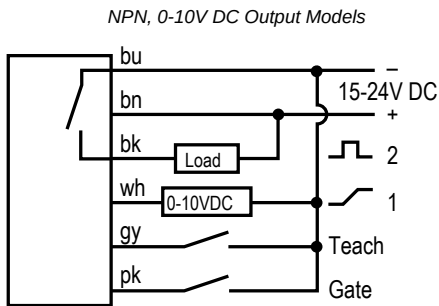 NPN, 0-10V DC Output Models
bu
–
15-24V DC
bn
+
bk
Load
2
wh
0-10VDC
1
gy
Teach
pk
Gate